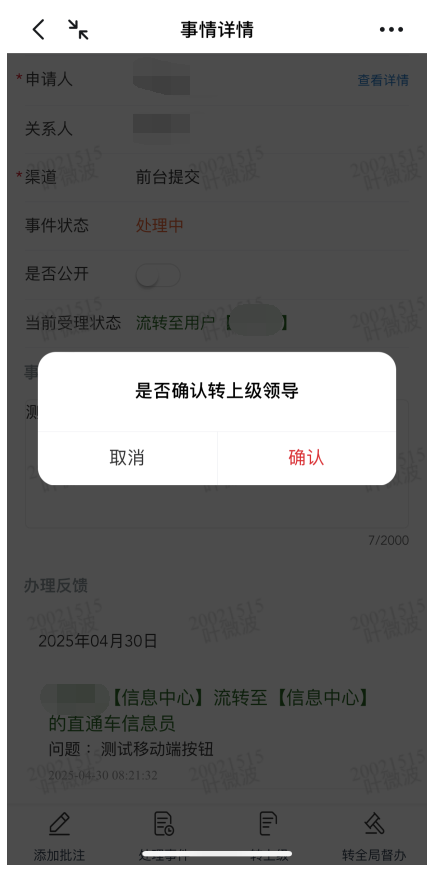 事情详情
* 申请人 查看详情
关系人
* 渠道 前台提交
事件状态 处理中
是否公开
当前受理状态 流转至用户【 】
事
测
是否确认转上级领导
取消 确认
7/2000
办理反馈
2025年04月30日
【信息中心】流转至【信息中心】
的直通车信息员
问题：测试移动端按钮
2025-04-30 08:21:32
添加批注 处理事件 转上级 转全局督办
20021515
叶微波